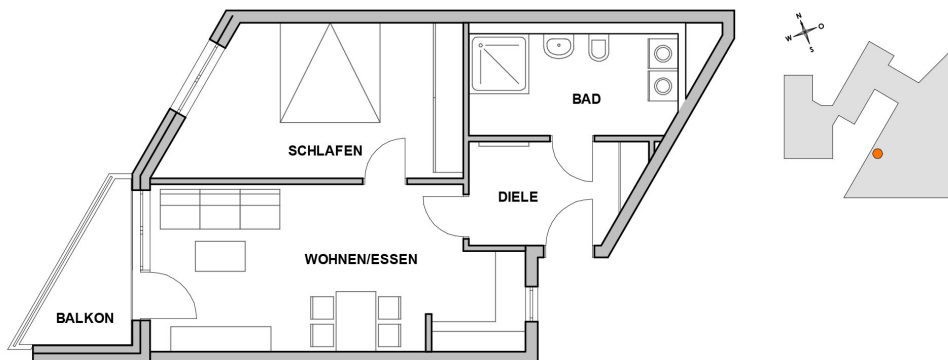 N
W O
S
BAD
SCHLAFEN
DIELE
WOHNEN/ESSEN
BALKON